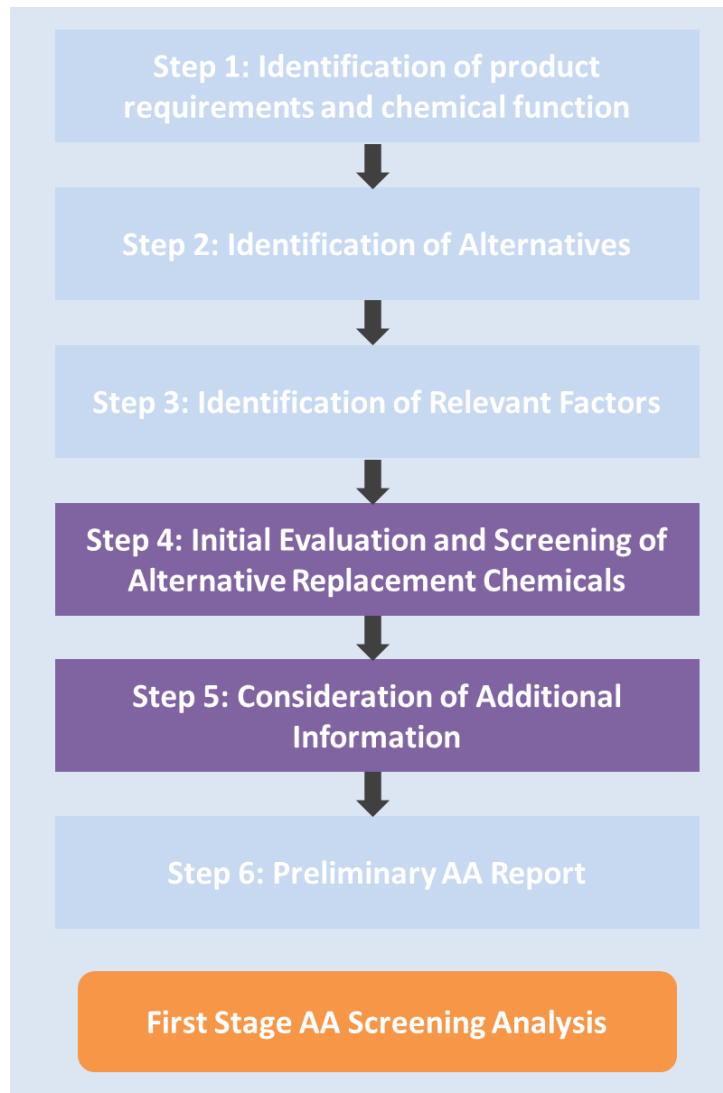 Step 1: Identification of product
requirements and chemical function
Step 2: Identification of Alternatives
Step 3: Identification of Relevant Factors
Step 4: Initial Evaluation and Screening of
Alternative Replacement Chemicals
Step 5: Consideration of Additional
Information
Step 6: Preliminary AA Report
First Stage AA Screening Analysis